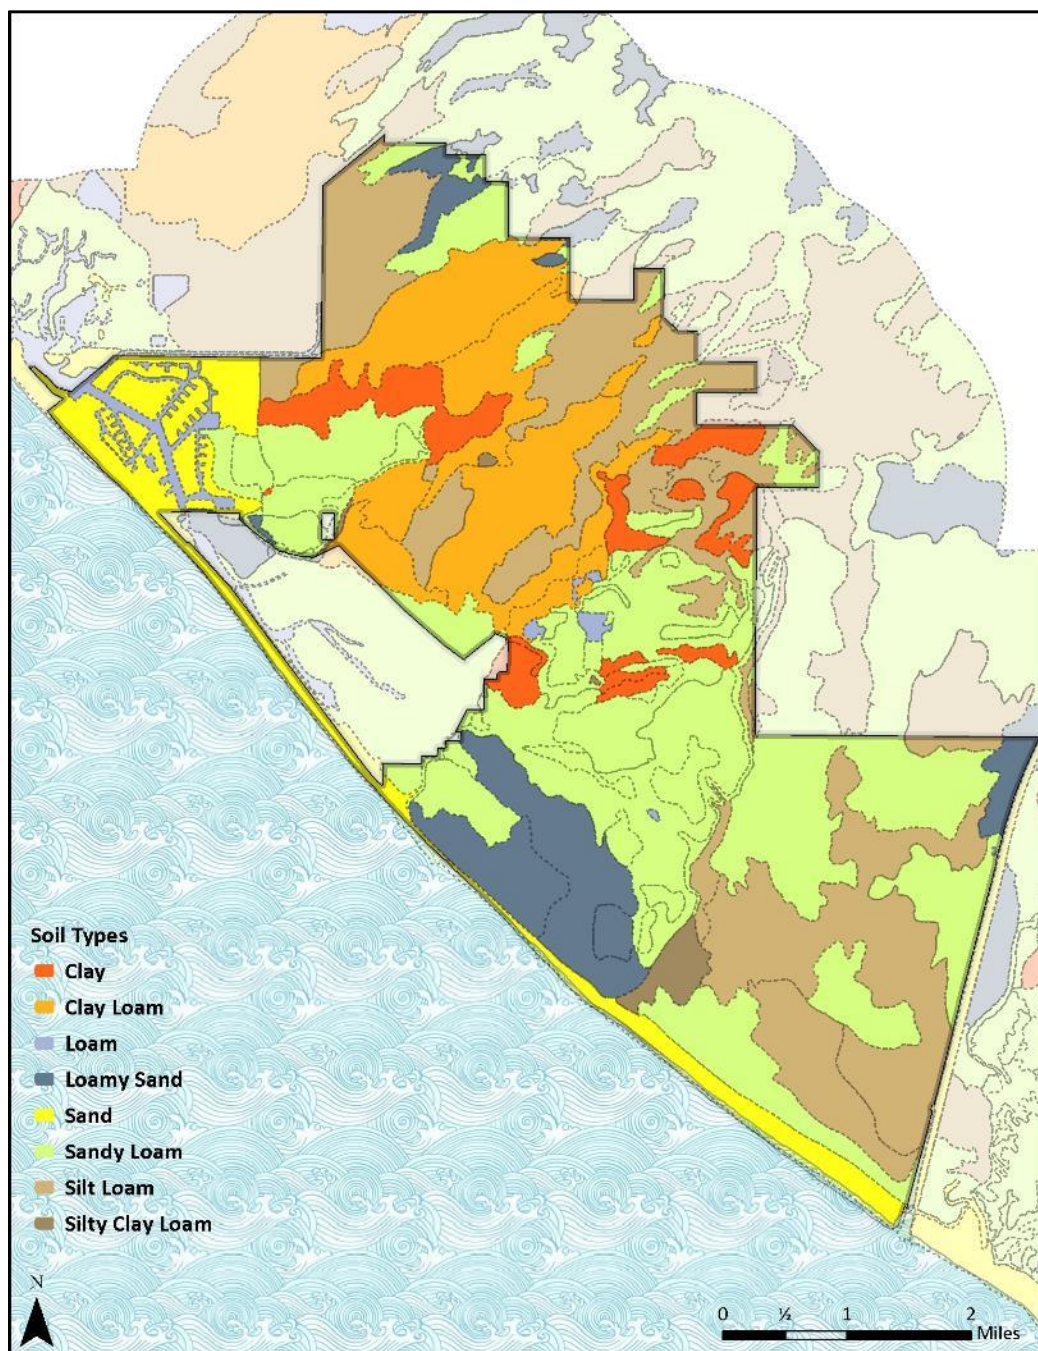 Soil Types
Clay
Clay Loam
Loam
Loamy Sand
Sand
Sandy Loam
Silt Loam
Silty Clay Loam
N
0 ½ 1 2
Miles